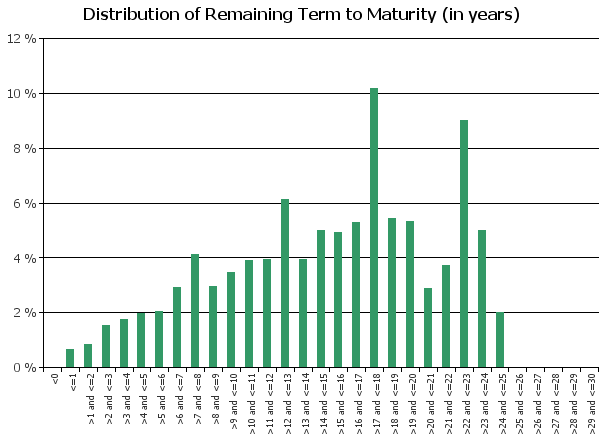 Distribution of Remaining Term to Maturity (in years)
12 %
10 %
8 %
6 %
4 %
2 %
0 %
<0
<=1
>1 and <=2
>2 and <=3
>3 and <=4
>4 and <=5
>5 and <=6
>6 and <=7
>7 and <=8
>8 and <=9
>9 and <=10
>10 and <=11
>11 and <=12
>12 and <=13
>13 and <=14
>14 and <=15
>15 and <=16
>16 and <=17
>17 and <=18
>18 and <=19
>19 and <=20
>20 and <=21
>21 and <=22
>22 and <=23
>23 and <=24
>24 and <=25
>25 and <=26
>26 and <=27
>27 and <=28
>28 and <=29
>29 and <=30